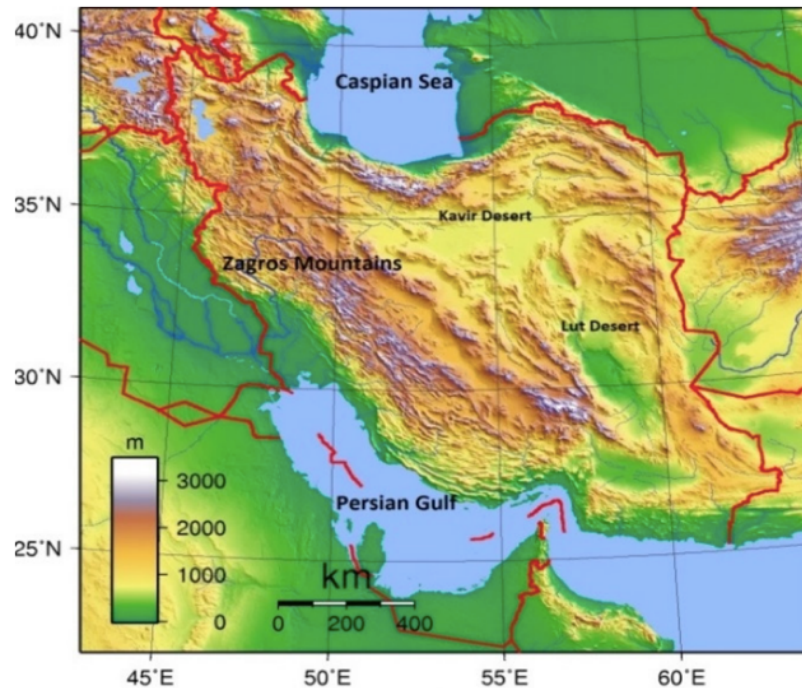 40°N
Caspian Sea
35°N
Kavir Desert
Zagros Mountains
Lut Desert
30°N
m
3000
2000
1000
0
Persian Gulf
25°N
km
0 200 400
45°E 50°E 55°E 60°E